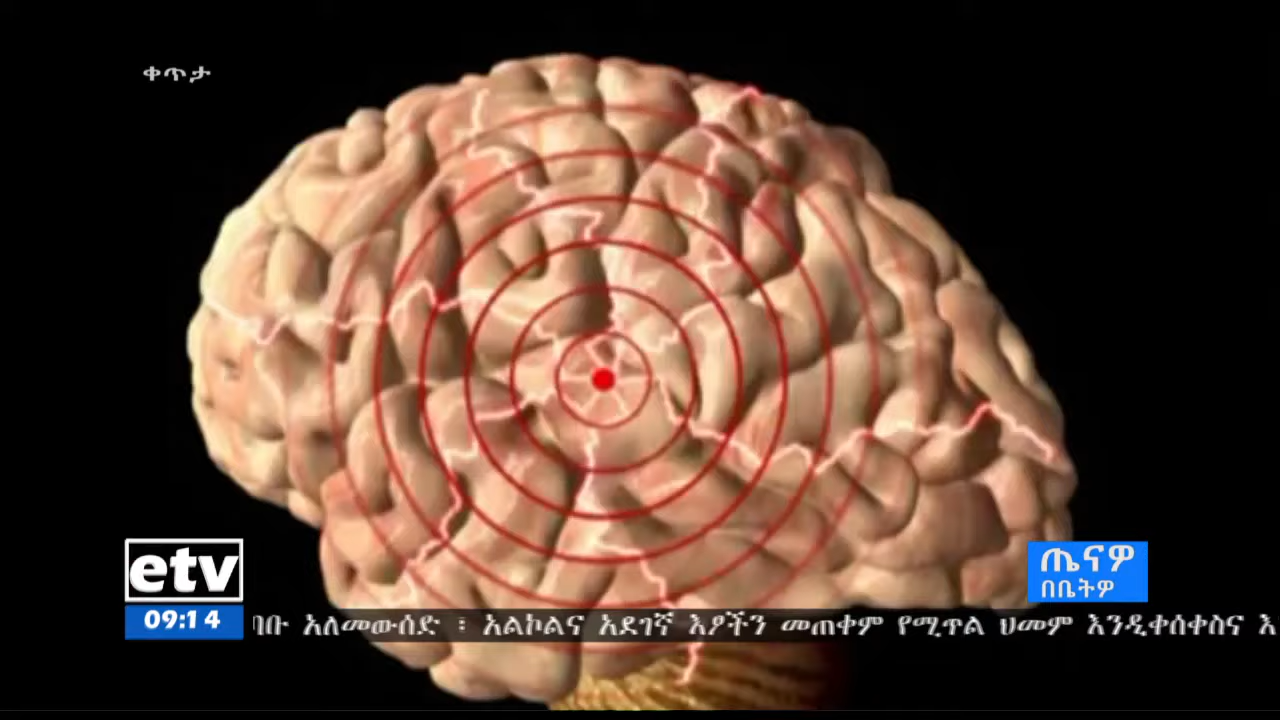 ቀጥታ
etv
ጤናዎ
በቤትዎ
09:14
ባቡ አለመውሰድ ፡ አልኮልና አደገኛ እፆችን መጠቀም የሚጥል ህመም እንዲቀሰቀስና እ